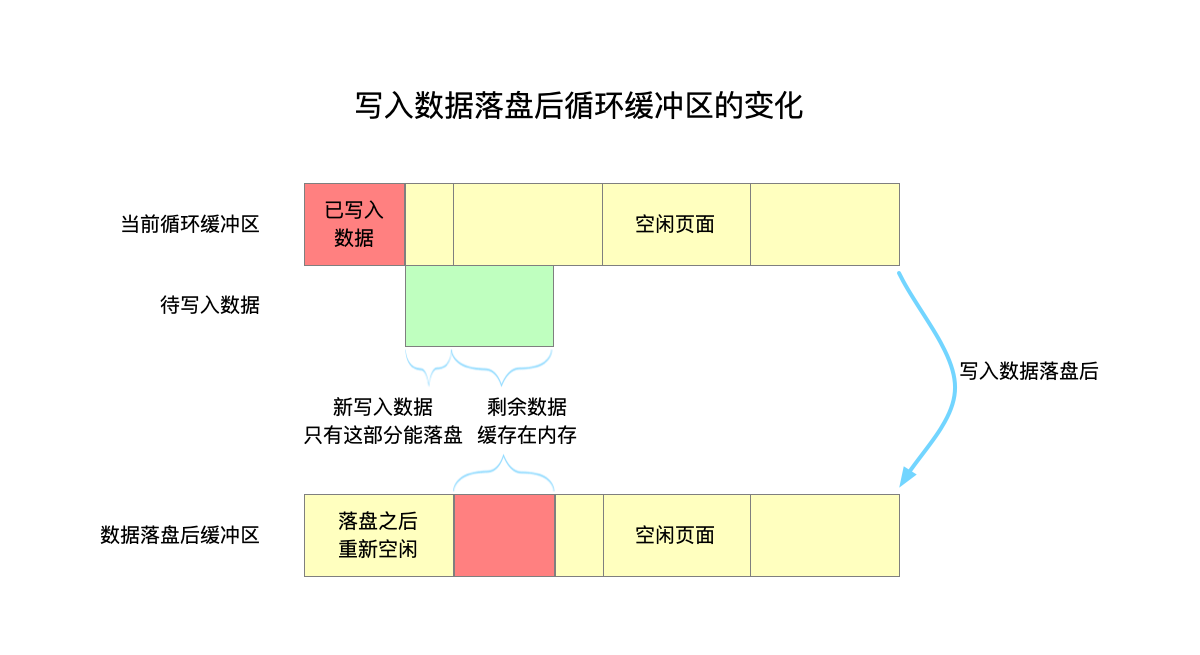 写入数据落盘后循环缓冲区的变化
当前循环缓冲区
已写入
数据
空闲页面
待写入数据
写入数据落盘后
新写入数据
只有这部分能落盘
剩余数据
缓存在内存
数据落盘后缓冲区
落盘之后
重新空闲
空闲页面